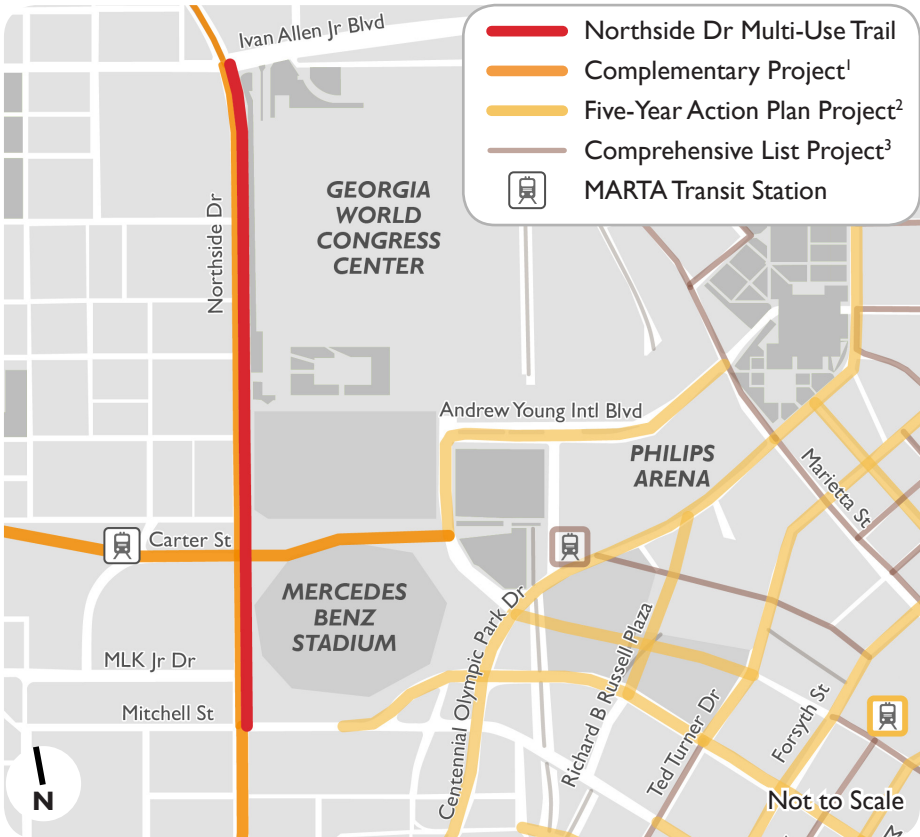 Ivan Allen Jr Blvd
Northside Dr Multi-Use Trail
Complementary Project¹
Five-Year Action Plan Project²
Comprehensive List Project³
MARTA Transit Station
Northside Dr
GEORGIA
WORLD
CONGRESS
CENTER
Andrew Young Intl Blvd
PHILIPS
ARENA
Marietta St
Carter St
MERCEDES
BENZ
STADIUM
Centennial Olympic Park Dr
Richard B Russell Plaza
MLK Jr Dr
Mitchell St
Ted Turner Dr
Forsyth St
N
Not to Scale